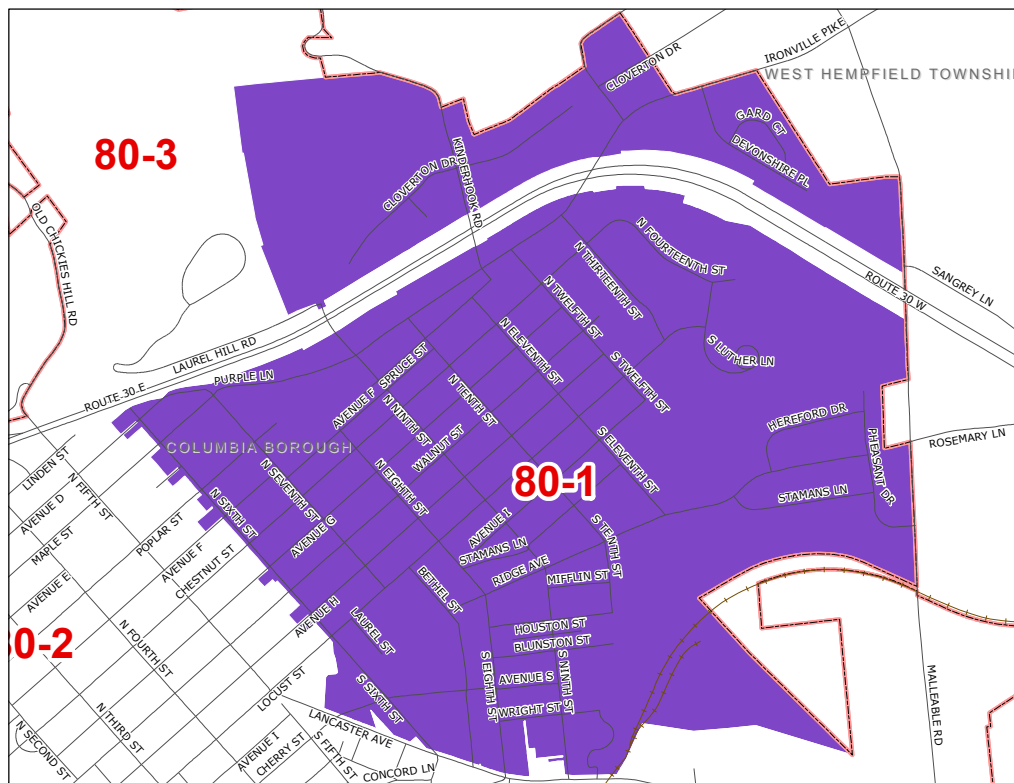 CLOVERTON DR
IRONVILLE PIKE
WEST HEMPFIELD TOWNSHI
GARD CT
DEVONSHIRE PL
80-3
KINDERHOOK RD
CLOVERTON DR
OLD CHICKIES HILL RD
N FOURTEENTH ST
N THIRTEENTH ST
SANGREY LN
ROUTE 30 W
N TWELFTH ST
N ELEVENTH ST
LAUREL HILL RD
S LUTHER LN
SPRUCE ST
S TWELFTH ST
PURPLE LN
ROUTE 30 E
AVENUE F
N TENTH ST
N NINTH ST
HEREFORD DR
PHEASANT DR
ROSEMARY LN
COLUMBIA BOROUGH
WALNUT ST
S ELEVENTH ST
LINDEN ST
N FIFTH ST
N SEVENTH ST
N EIGHTH ST
80-1
STAMANS LN
AVENUE D
N SIXTH ST
POPLAR ST
AVENUE G
AVENUE I
S TENTH ST
MAPLE ST
AVENUE F
CHESTNUT ST
STAMANS LN
RIDGE AVE
MIFFLIN ST
AVENUE E
BETHEL ST
AVENUE H
LAUREL ST
HOUSTON ST
BLUNSTON ST
80-2
N FOURTH ST
S EIGHTH ST
S NINTH ST
AVENUE S
LOCUST ST
S SIXTH ST
WRIGHT ST
MALLEABLE RD
N THIRD ST
LANCASTER AVE
N SECOND ST
AVENUE I
CHERRY ST
S FIFTH ST
CONCORD LN